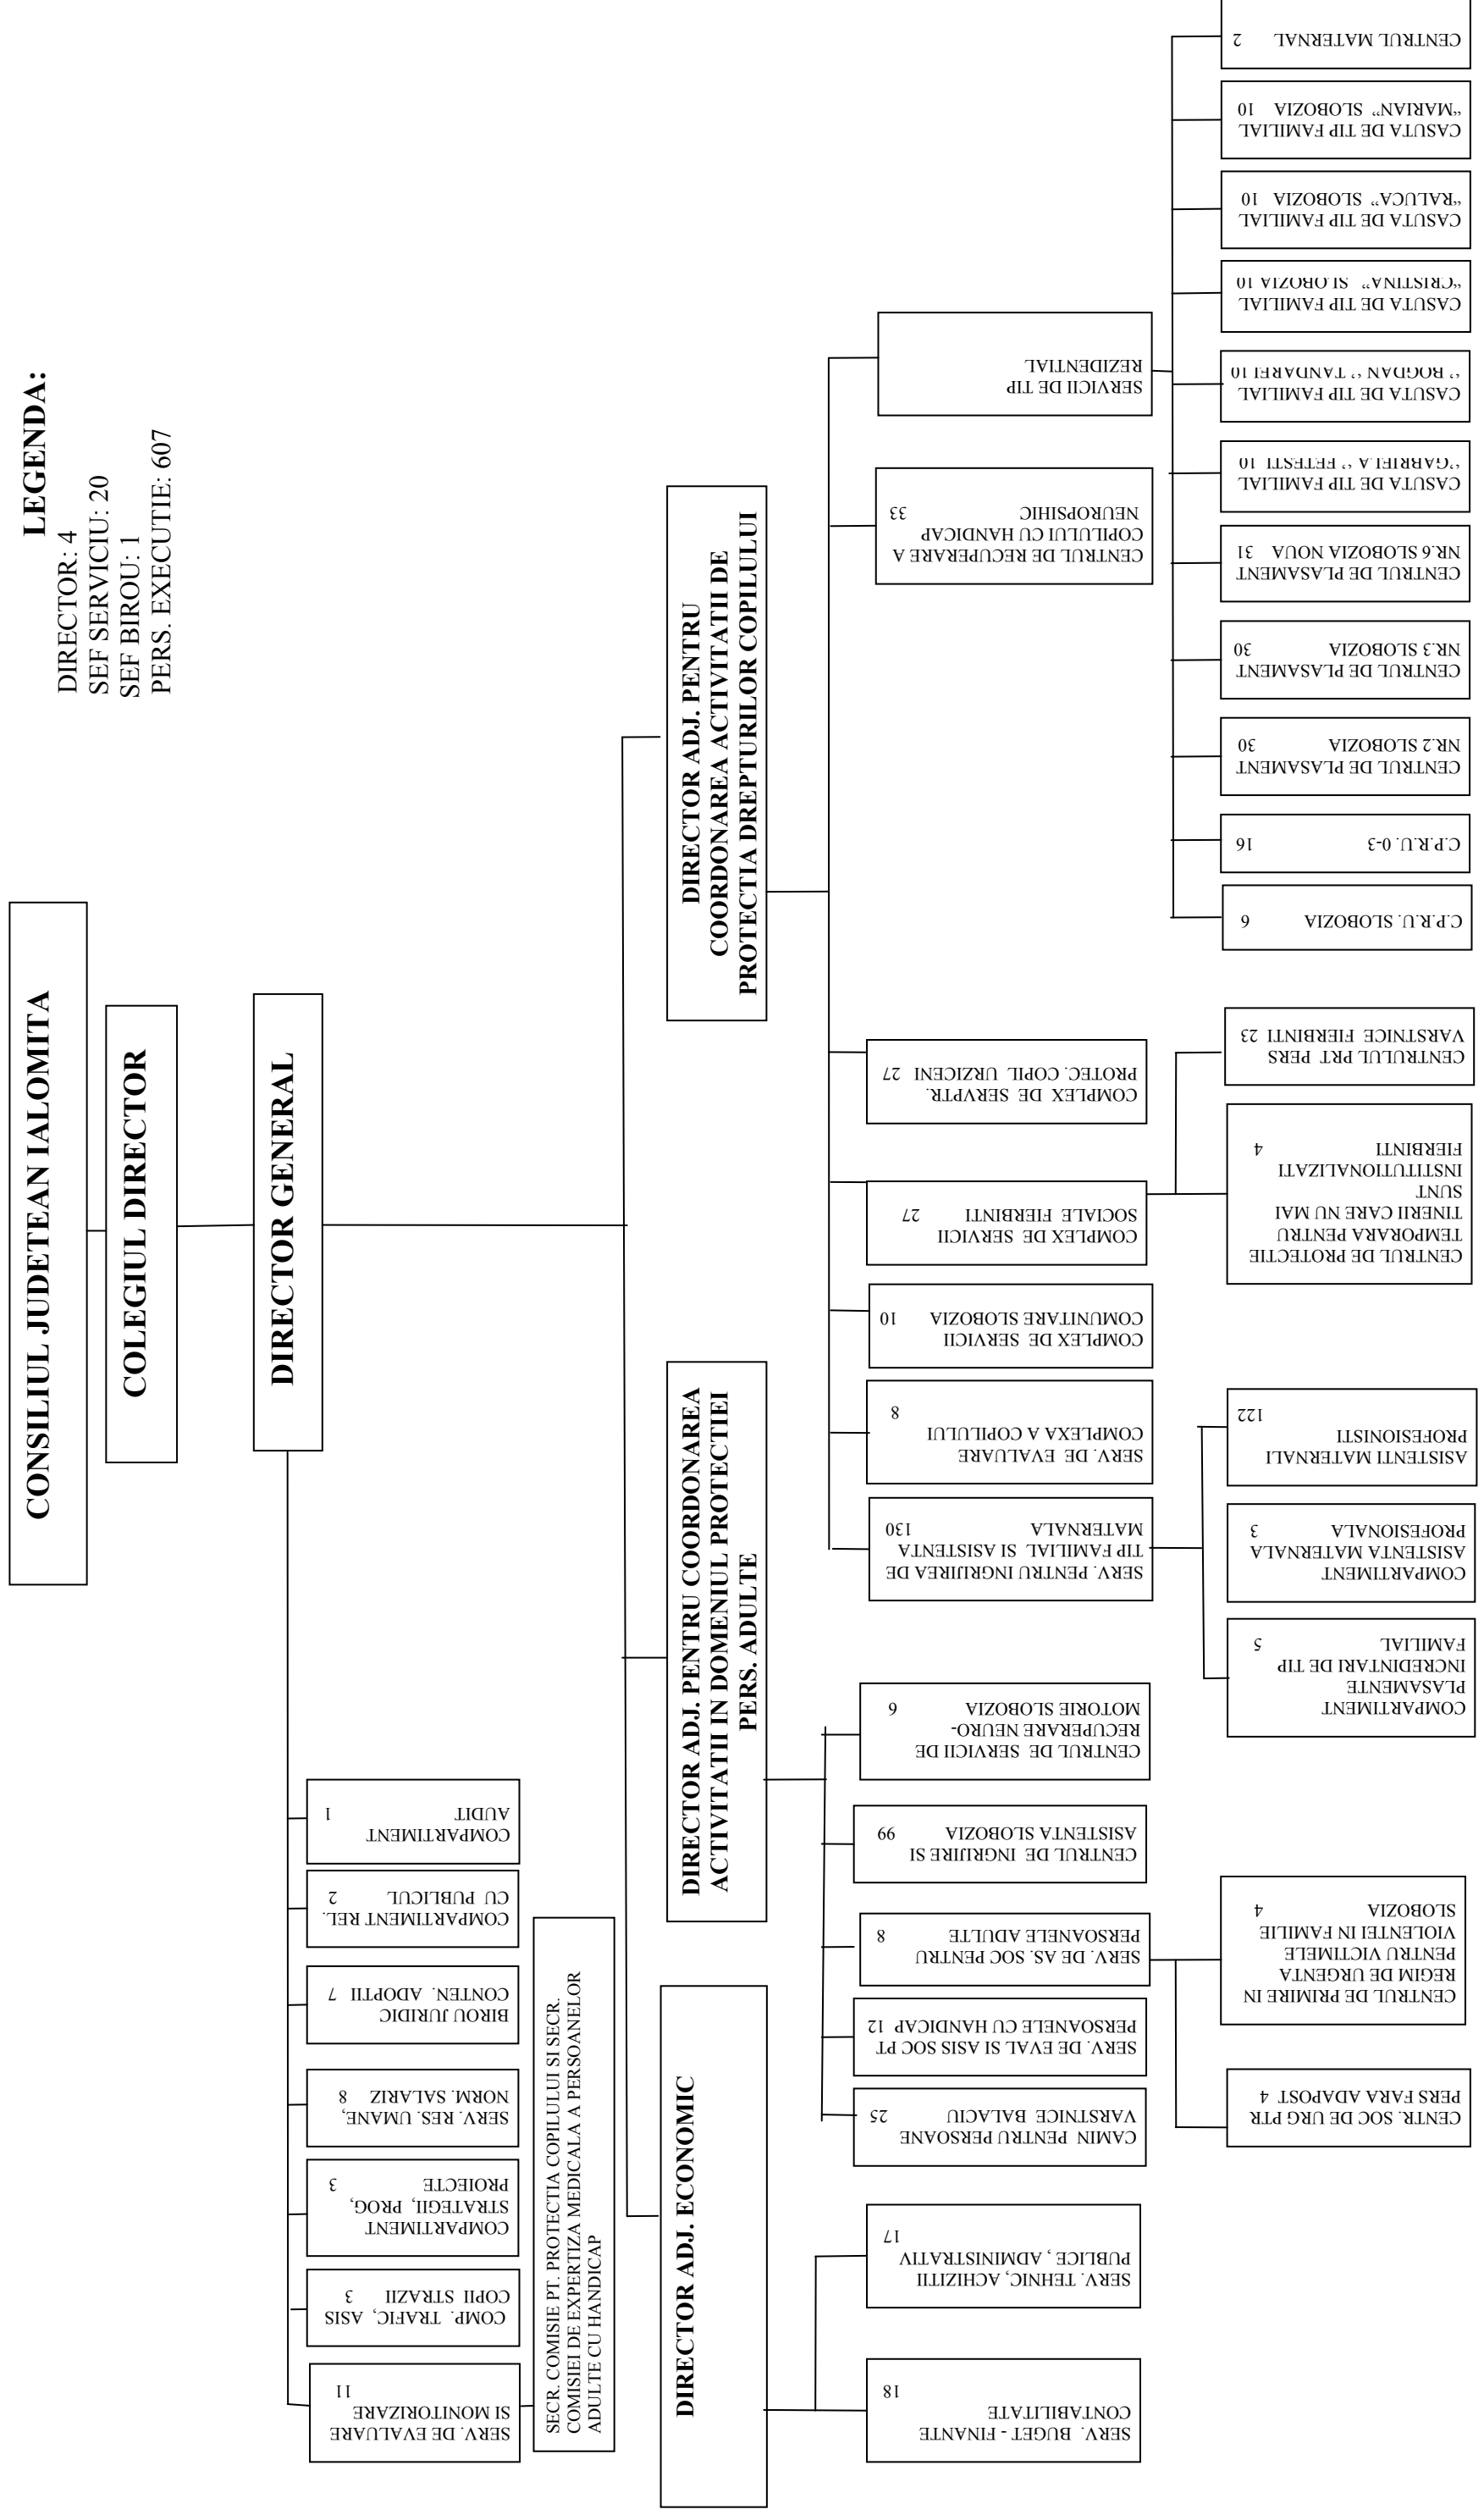 LEGENDA:
DIRECTOR: 4
SEF SERVICIU: 20
SEF BIROU: 1
PERS. EXECUTIE: 607
CONSILIUL JUDETEAN IALOMITA
COLEGIUL DIRECTOR
DIRECTOR GENERAL
SERV. DE EVALUARE
SI MONITORIZARE
11
COMP. TRAFIC, ASIS
COPII STRAZII 3
COMPARTIMENT
STRATEGII, PROG,
PROIECTE 3
SERV. RES. UMANE,
NORM. SALARIZ 8
BIROU JURIDIC
CONTEN. ADOPTII 7
COMPARTIMENT REL.
CU PUBLICUL 2
COMPARTIMENT
AUDIT 1
SECR. COMISIE PT. PROTECTIA COPILULUI SI SECR.
COMISIEI DE EXPERTIZA MEDICALA A PERSOANELOR
ADULTE CU HANDICAP
DIRECTOR ADJ. ECONOMIC
DIRECTOR ADJ. PENTRU COORDONAREA
ACTIVITATII IN DOMENIUL PROTECTIEI
PERS. ADULTE
DIRECTOR ADJ. PENTRU
COORDONAREA ACTIVITATII DE
PROTECTIA DREPTURILOR COPILULUI
SERV. BUGET - FINANTE
CONTABILITATE
18
SERV. TEHNIC, ACHIZITII
PUBLICE , ADMINISTRATIV
17
CAMIN PENTRU PERSOANE
VARSTNICE BALACIU 25
SERV. DE EVAL SI ASIS SOC PT
PERSOANELE CU HANDICAP 12
SERV. DE AS. SOC PENTRU
PERSOANELE ADULTE 8
CENTRUL DE INGRIJIRE SI
ASISTENTA SLOBOZIA 99
CENTRUL DE SERVICII DE
RECUPERARE NEURO-
MOTORIE SLOBOZIA 6
SERV. PENTRU INGRIJIREA DE
TIP FAMILIAL SI ASISTENTA
MATERNALA 130
SERV. DE EVALUARE
COMPLEXA A COPILULUI
8
COMPLEX DE SERVICII
COMUNITARE SLOBOZIA 10
COMPLEX DE SERVICII
SOCIALE FIERBINTI 27
COMPLEX DE SERVPTR.
PROTEC. COPIL URZICENI 27
CENTRUL DE RECUPERARE A
COPILULUI CU HANDICAP
NEUROPSIHIC 33
SERVICII DE TIP
REZIDENTIAL
CENTR. SOC DE URG PTR
PERS FARA ADAPOST 4
CENTRUL DE PRIMIRE IN
REGIM DE URGENTA
PENTRU VICTIMELE
VIOLENTEI IN FAMILIE
SLOBOZIA 4
COMPARTIMENT
PLASAMENTE
INCREDINTARI DE TIP
FAMILIAL 5
COMPARTIMENT
ASISTENTA MATERNALA
PROFESIONALA 3
ASISTENTI MATERNALI
PROFESIONISTI
122
CENTRUL DE PROTECTIE
TEMPORARA PENTRU
TINERII CARE NU MAI
SUNT
INSTITUTIONALIZATI
FIERBINTI 4
CENTRULUL PRT PERS
VARSTNICE FIERBINTI 23
C.P.R.U. SLOBOZIA 6
C.P.R.U. 0-3 16
CENTRUL DE PLASAMENT
NR.2 SLOBOZIA 30
CENTRUL DE PLASAMENT
NR.3 SLOBOZIA 30
CENTRUL DE PLASAMENT
NR.6 SLOBOZIA NOUA 31
CASUTA DE TIP FAMILIAL
”GABRIELA ” FETESTI 10
CASUTA DE TIP FAMILIAL
” BOGDAN ” TANDAREI 10
CASUTA DE TIP FAMILIAL
“CRISTINA” SLOBOZIA 10
CASUTA DE TIP FAMILIAL
“RALUCA” SLOBOZIA 10
CASUTA DE TIP FAMILIAL
“MARIAN” SLOBOZIA 10
CENTRUL MATERNAL 2